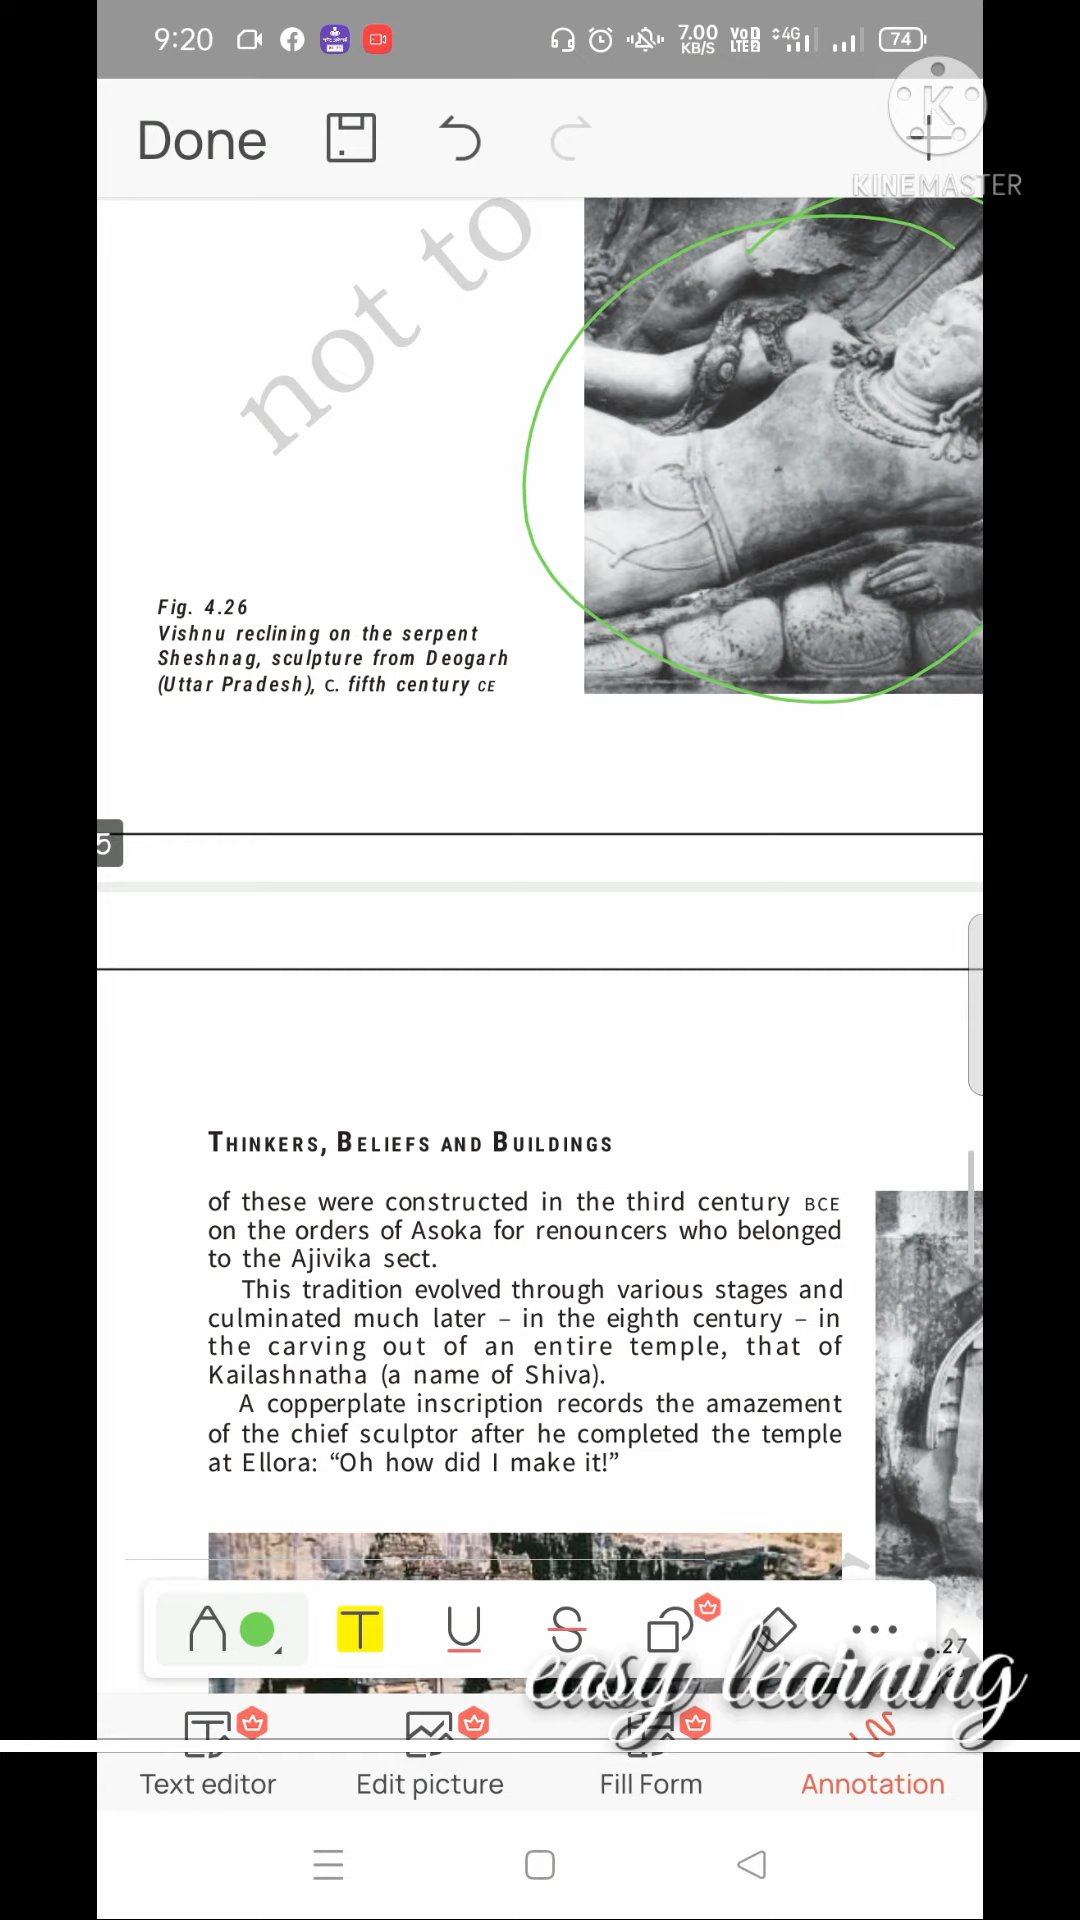 9:20
7.00
KB/S
VoD
LTE2
4G
74
Done
K
KINEMASTER
not to
Fig. 4.26
Vishnu reclining on the serpent
Sheshnag, sculpture from Deogarh
(Uttar Pradesh), c. fifth century CE
5
THINKERS, BELIEFS AND BUILDINGS
of these were constructed in the third century BCE
on the orders of Asoka for renouncers who belonged
to the Ajivika sect.
This tradition evolved through various stages and
culminated much later – in the eighth century – in
the carving out of an entire temple, that of
Kailashnatha (a name of Shiva).
A copperplate inscription records the amazement
of the chief sculptor after he completed the temple
at Ellora: “Oh how did I make it!”
T
U
S
.27
easy learning
Text editor
Edit picture
Fill Form
Annotation